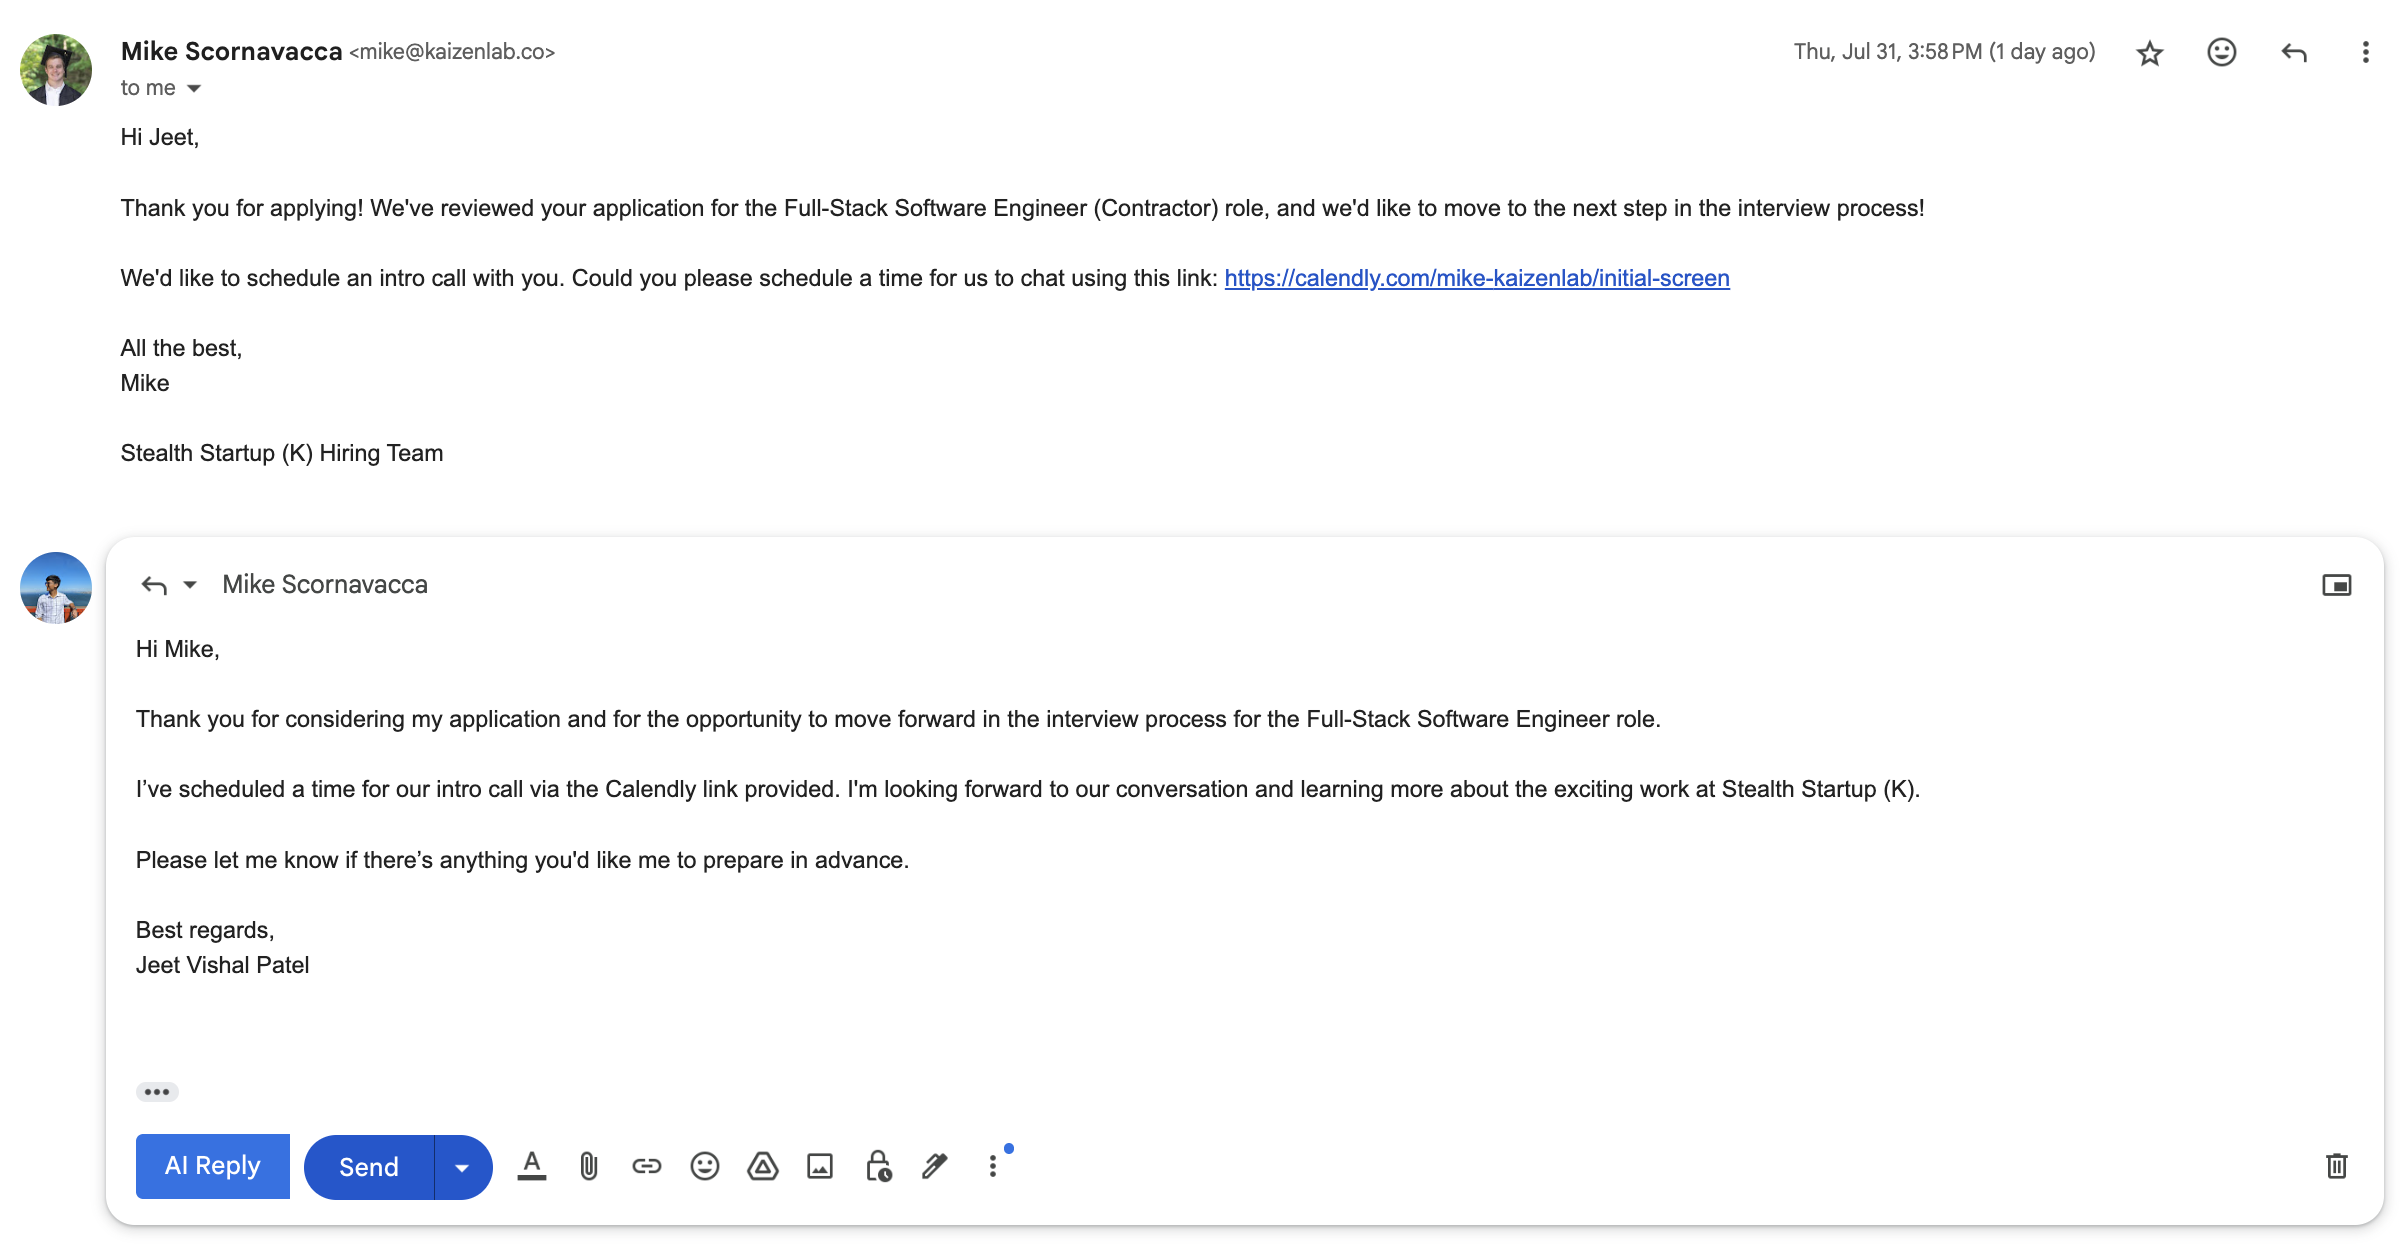 Mike Scornavacca <mike@kaizenlab.co>
Thu, Jul 31, 3:58 PM (1 day ago)
to me
Hi Jeet,
Thank you for applying! We've reviewed your application for the Full-Stack Software Engineer (Contractor) role, and we'd like to move to the next step in the interview process!
We'd like to schedule an intro call with you. Could you please schedule a time for us to chat using this link: https://calendly.com/mike-kaizenlab/initial-screen
All the best,
Mike
Stealth Startup (K) Hiring Team
Mike Scornavacca
Hi Mike,
Thank you for considering my application and for the opportunity to move forward in the interview process for the Full-Stack Software Engineer role.
I’ve scheduled a time for our intro call via the Calendly link provided. I'm looking forward to our conversation and learning more about the exciting work at Stealth Startup (K).
Please let me know if there’s anything you'd like me to prepare in advance.
Best regards,
Jeet Vishal Patel
AI Reply
Send